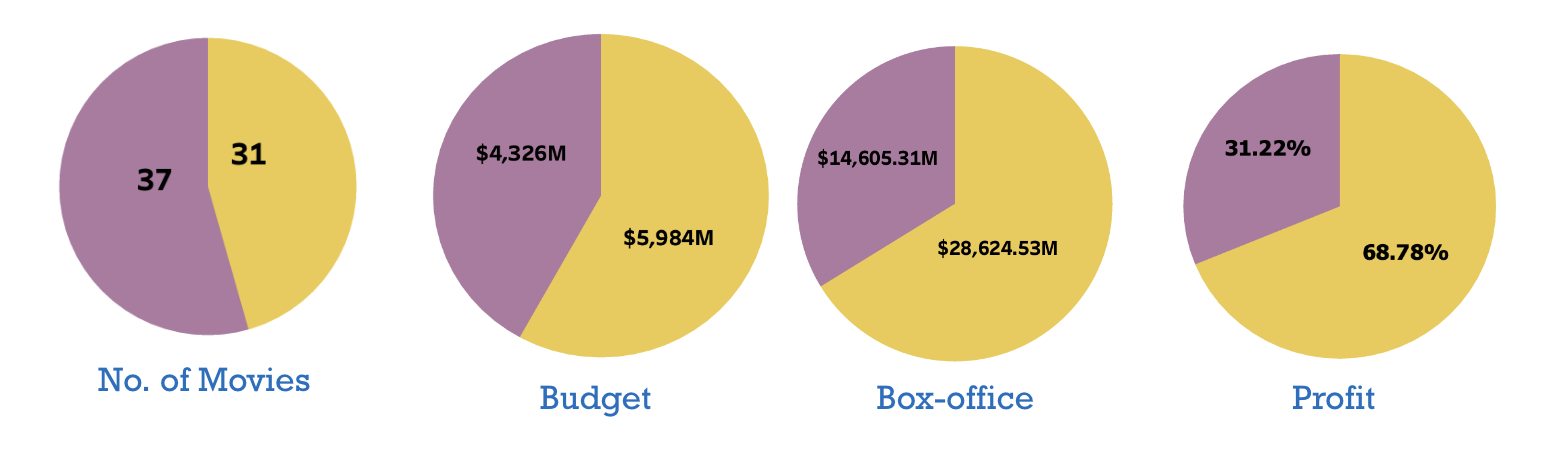 37
31
No. of Movies
$4,326M
$5,984M
Budget
$14,605.31M
$28,624.53M
Box-office
31.22%
68.78%
Profit